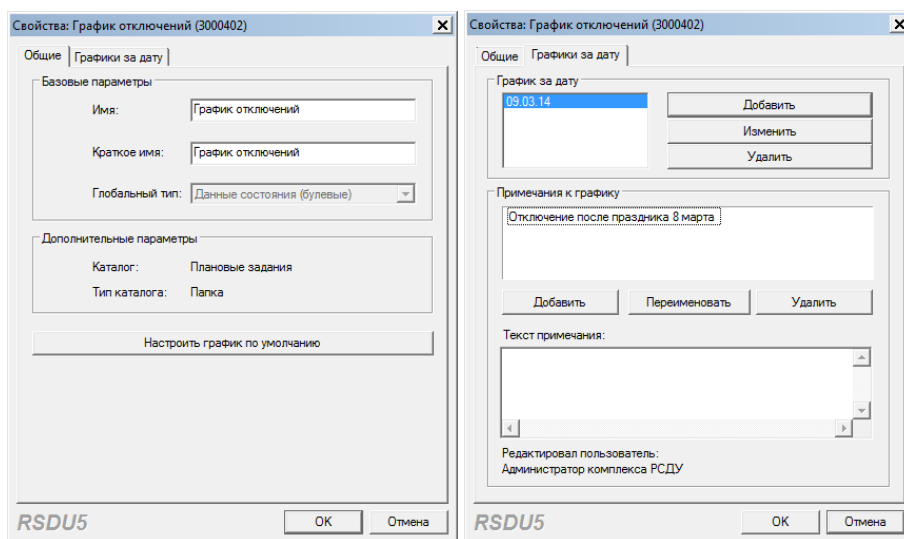 Свойства: График отключений (3000402)
Общие
Графики за дату
Базовые параметры
Имя:
График отключений
Краткое имя:
График отключений
Глобальный тип:
Данные состояния (булевые)
Дополнительные параметры
Каталог:
Плановые задания
Тип каталога:
Папка
Настроить график по умолчанию
RSDU5
OK
Отмена
Свойства: График отключений (3000402)
Общие
Графики за дату
График за дату
09.03.14
Добавить
Изменить
Удалить
Примечания к графику
Отключение после праздника 8 марта
Добавить
Переименовать
Удалить
Текст примечания:
Редактировал пользователь:
Администратор комплекса РСДУ
RSDU5
OK
Отмена